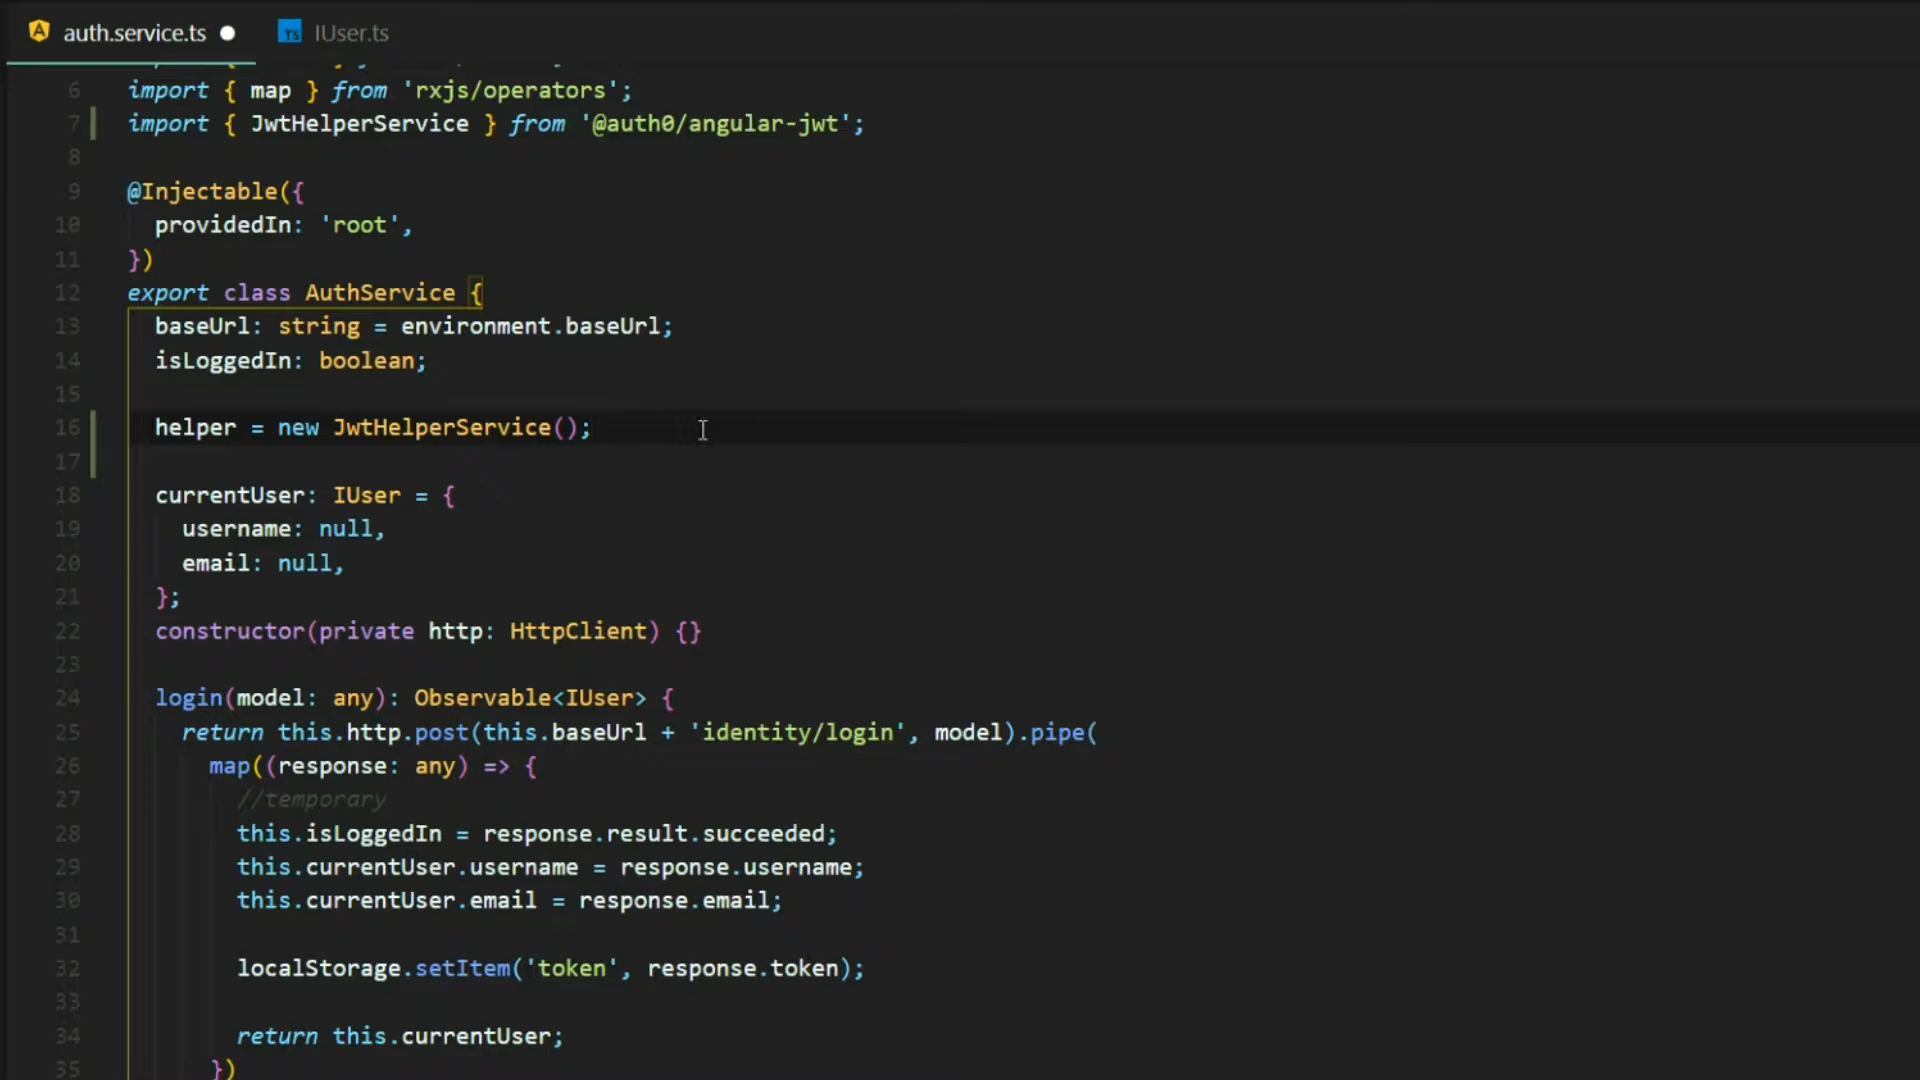 auth.service.ts
TS IUser.ts
6 import { map } from 'rxjs/operators';
7 import { JwtHelperService } from '@auth0/angular-jwt';
8
9 @Injectable({
10 providedIn: 'root',
11 })
12 export class AuthService {
13 baseUrl: string = environment.baseUrl;
14 isLoggedIn: boolean;
15
16 helper = new JwtHelperService();
17
18 currentUser: IUser = {
19 username: null,
20 email: null,
21 };
22 constructor(private http: HttpClient) {}
23
24 login(model: any): Observable<IUser> {
25 return this.http.post(this.baseUrl + 'identity/login', model).pipe(
26 map((response: any) => {
27 //temporary
28 this.isLoggedIn = response.result.succeeded;
29 this.currentUser.username = response.username;
30 this.currentUser.email = response.email;
31
32 localStorage.setItem('token', response.token);
33
34 return this.currentUser;
35 })